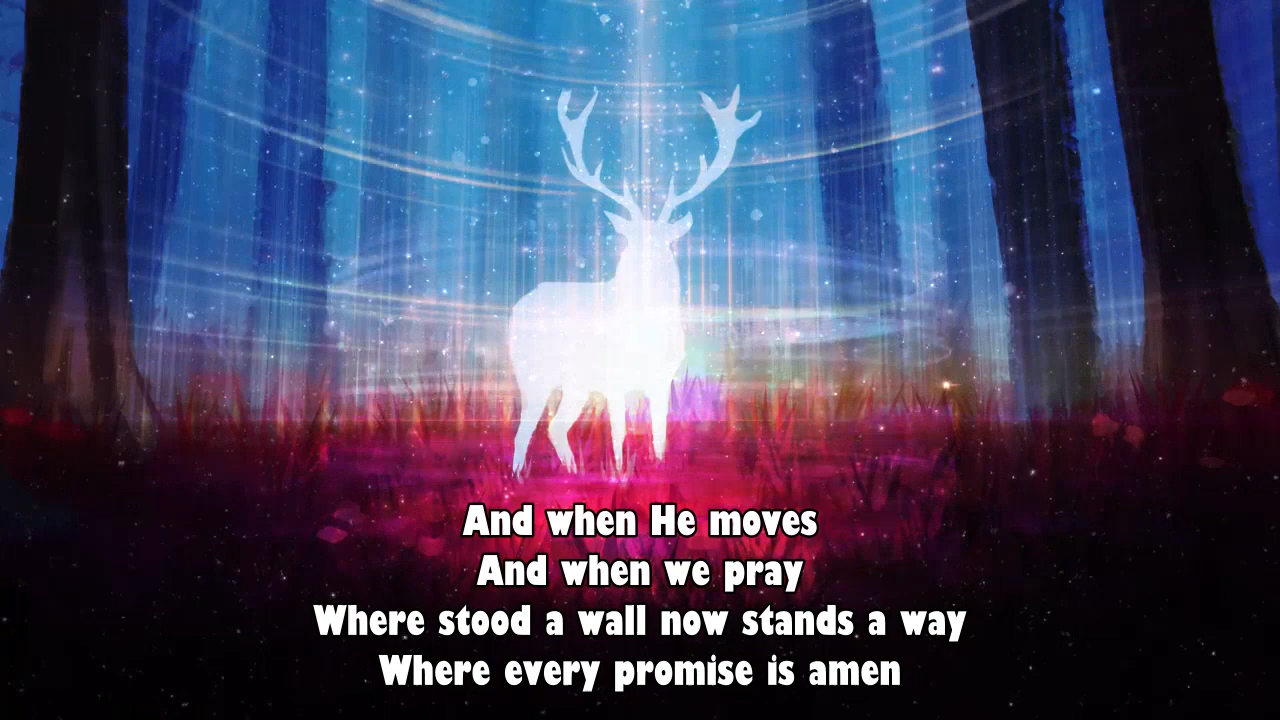 And when He moves
And when we pray
Where stood a wall now stands a way
Where every promise is amen